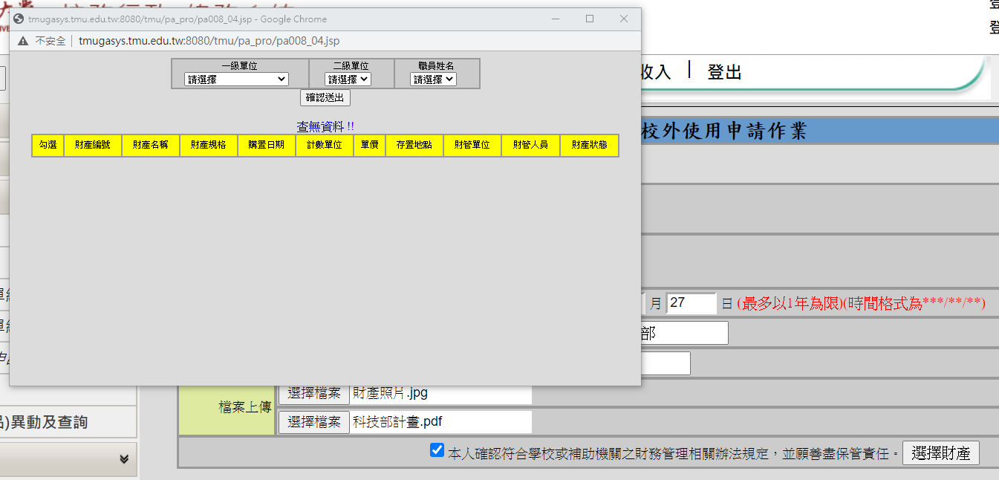 tmugasys.tmu.edu.tw:8080/tmu/pa_pro/pa008_04.jsp - Google Chrome
不安全 tmugasys.tmu.edu.tw:8080/tmu/pa_pro/pa008_04.jsp
一級單位 二級單位 職員姓名
請選擇 請選擇 請選擇
確認送出
查無資料 !!
勾選 財產編號 財產名稱 財產規格 購置日期 計數單位 單價 存置地點 財管單位 財管人員 財產狀態
收入 | 登出
校外使用申請作業
月 27 日 (最多以1年為限)(時間格式為***/**/**)
部
檔案上傳
選擇檔案 財產照片.jpg
選擇檔案 科技部計畫.pdf
)異動及查詢
本人確認符合學校或補助機關之財務管理相關辦法規定，並願善盡保管責任。 選擇財產